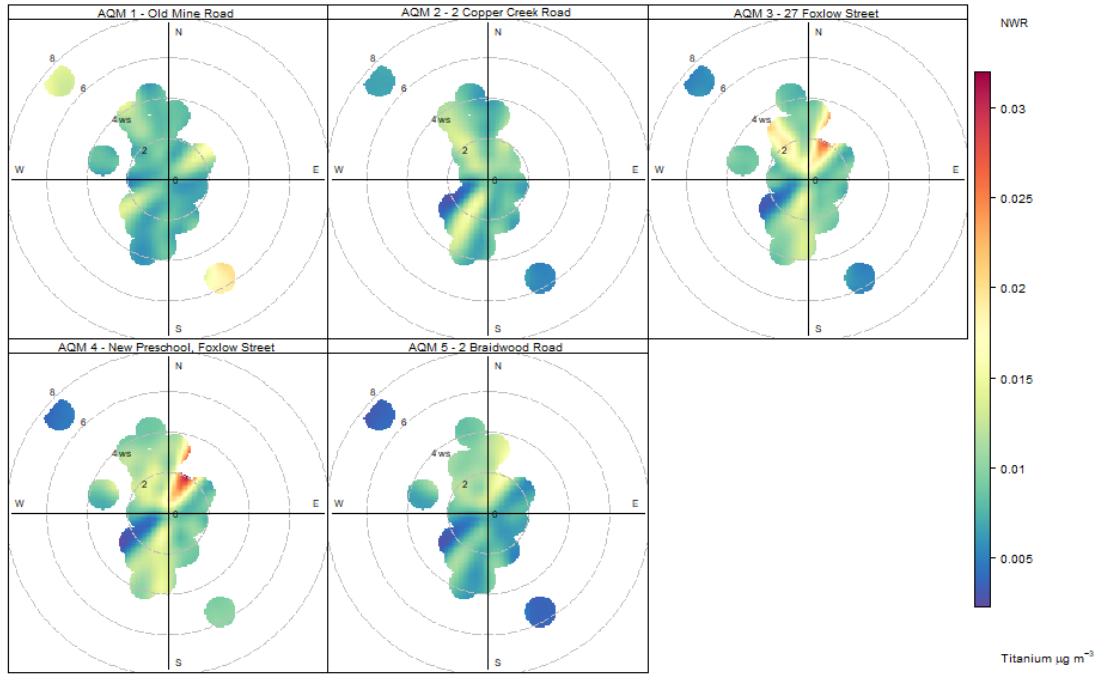 AQM 1 - Old Mine Road
AQM 2 - 2 Copper Creek Road
AQM 3 - 27 Foxlow Street
NWR
N
8
6
4 ws
2
0
W
E
S
N
8
6
4 ws
2
0
W
E
S
N
8
6
4 ws
2
0
W
E
S
0.03
0.025
0.02
0.015
0.01
0.005
AQM 4 - New Preschool, Foxlow Street
AQM 5 - 2 Braidwood Road
N
8
6
4 ws
2
0
W
E
S
N
8
6
4 ws
2
0
W
E
S
Titanium μg m⁻³